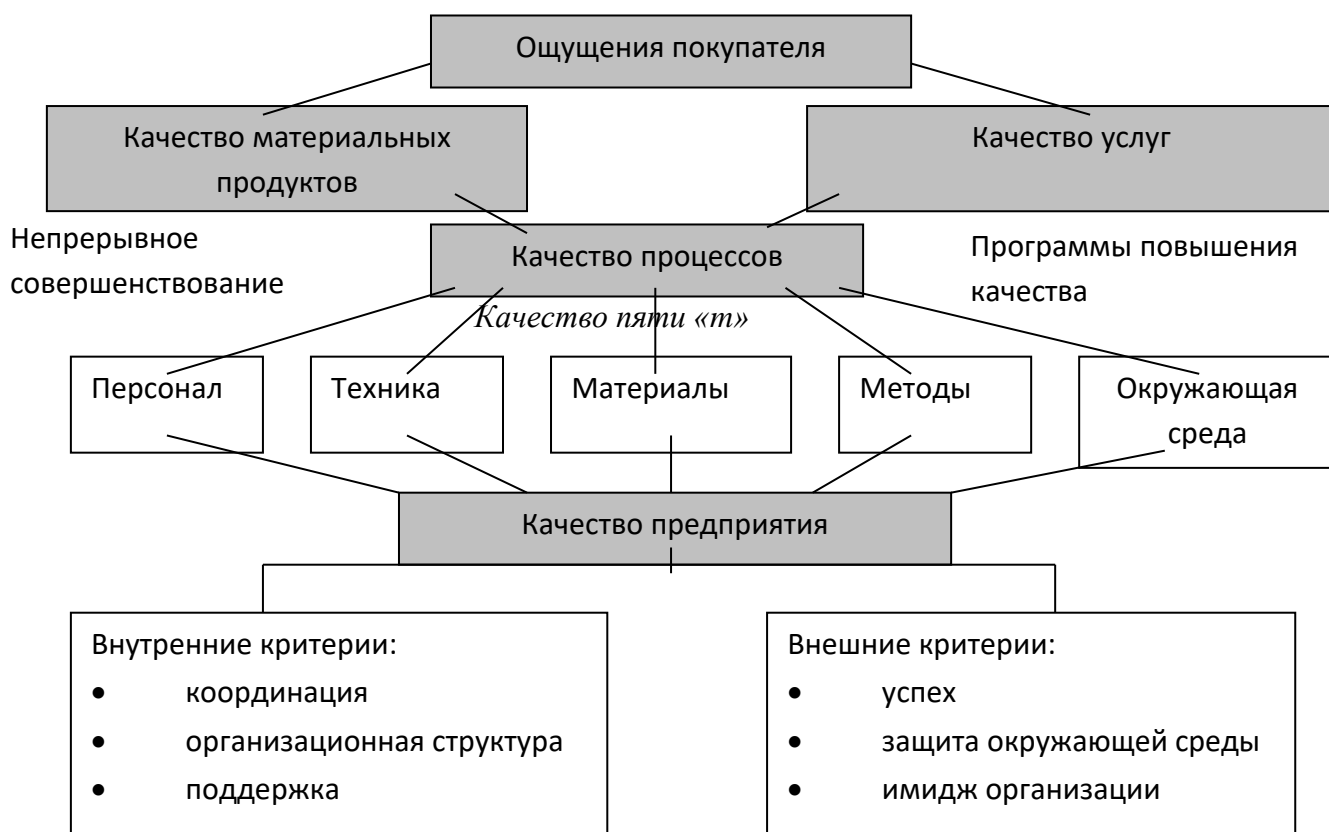 Ощущения покупателя
Качество материальных
продуктов
Качество услуг
Непрерывное
совершенствование
Качество процессов
Программы повышения
качества
Качество пяти «т»
Персонал
Техника
Материалы
Методы
Окружающая
среда
Качество предприятия
Внутренние критерии:
• координация
• организационная структура
• поддержка
Внешние критерии:
• успех
• защита окружающей среды
• имидж организации